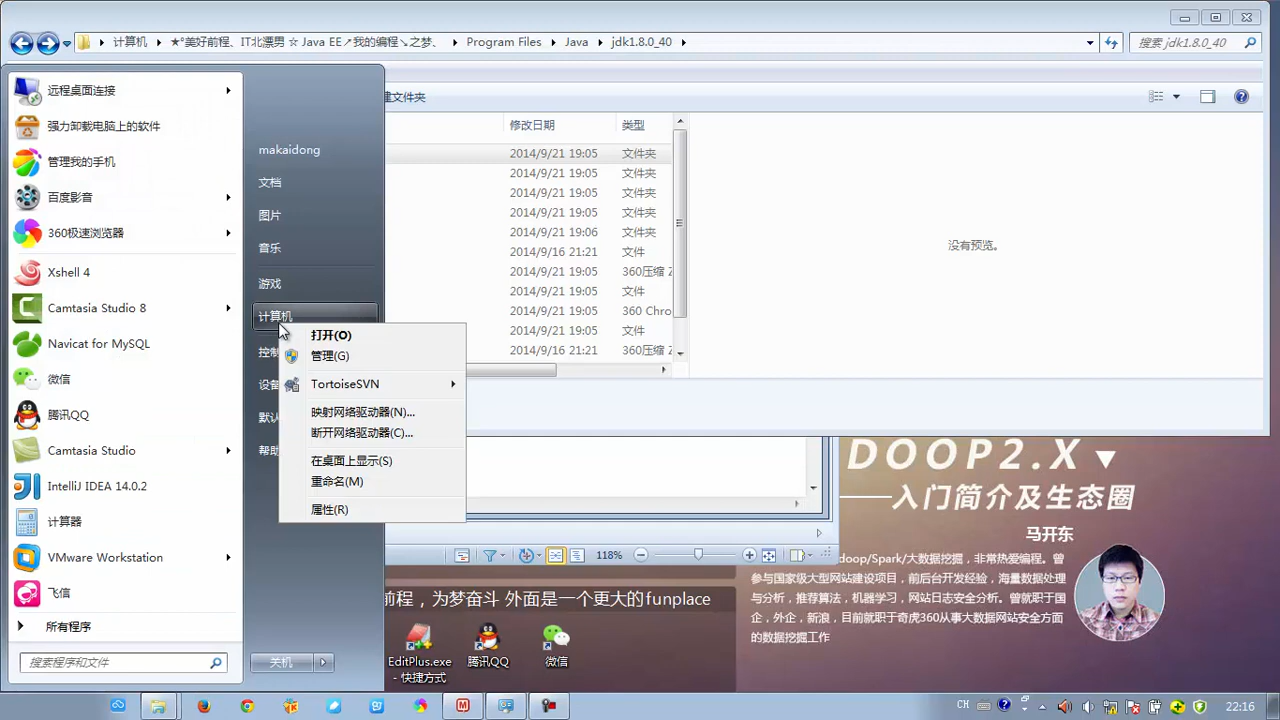 计算机 ▸ ★°美好前程、IT北漂男 ☆ Java EE↗我的编程↘之梦、 ▸ Program Files ▸ Java ▸ jdk1.8.0_40 ▸
搜索 jdk1.8.0_40
建文件夹
修改日期 类型
2014/9/21 19:05 文件夹
2014/9/21 19:05 文件夹
2014/9/21 19:05 文件夹
2014/9/21 19:05 文件夹
2014/9/21 19:06 文件夹
2014/9/16 21:21 文件
2014/9/21 19:05 360压缩 Z
2014/9/21 19:05 文件
2014/9/21 19:05 360 Chro
2014/9/21 19:05 文件
2014/9/16 21:21 360压缩
没有预览。
远程桌面连接
强力卸载电脑上的软件
管理我的手机
百度影音
360极速浏览器
Xshell 4
Camtasia Studio 8
Navicat for MySQL
微信
腾讯QQ
Camtasia Studio
IntelliJ IDEA 14.0.2
计算器
VMware Workstation
飞信
所有程序
搜索程序和文件
makaidong
文档
图片
音乐
游戏
计算机
控制
设备
默认
帮助
关机
打开(O)
管理(G)
TortoiseSVN
映射网络驱动器(N)...
断开网络驱动器(C)...
在桌面上显示(S)
重命名(M)
属性(R)
118%
DOOP2.X
入门简介及生态圈
马开东
doop/Spark/大数据挖掘，非常热爱编程。曾
参与国家级大型网站建设项目，前后台开发经验，海量数据处理
与分析，推荐算法，机器学习，网站日志安全分析。曾就职于国
企，外企，新浪，目前就职于奇虎360从事大数据网站安全方面
的数据挖掘工作
前程，为梦奋斗 外面是一个更大的funplace
EditPlus.exe
- 快捷方式
腾讯QQ
微信
CH
22:16